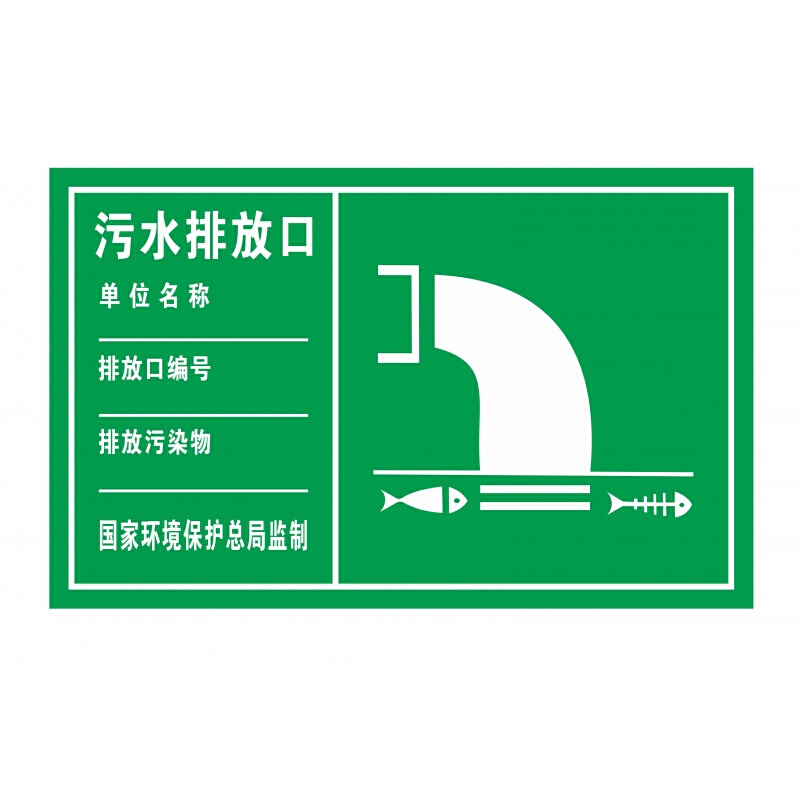 污水排放口
单位名称
排放口编号
排放污染物
国家环境保护总局监制